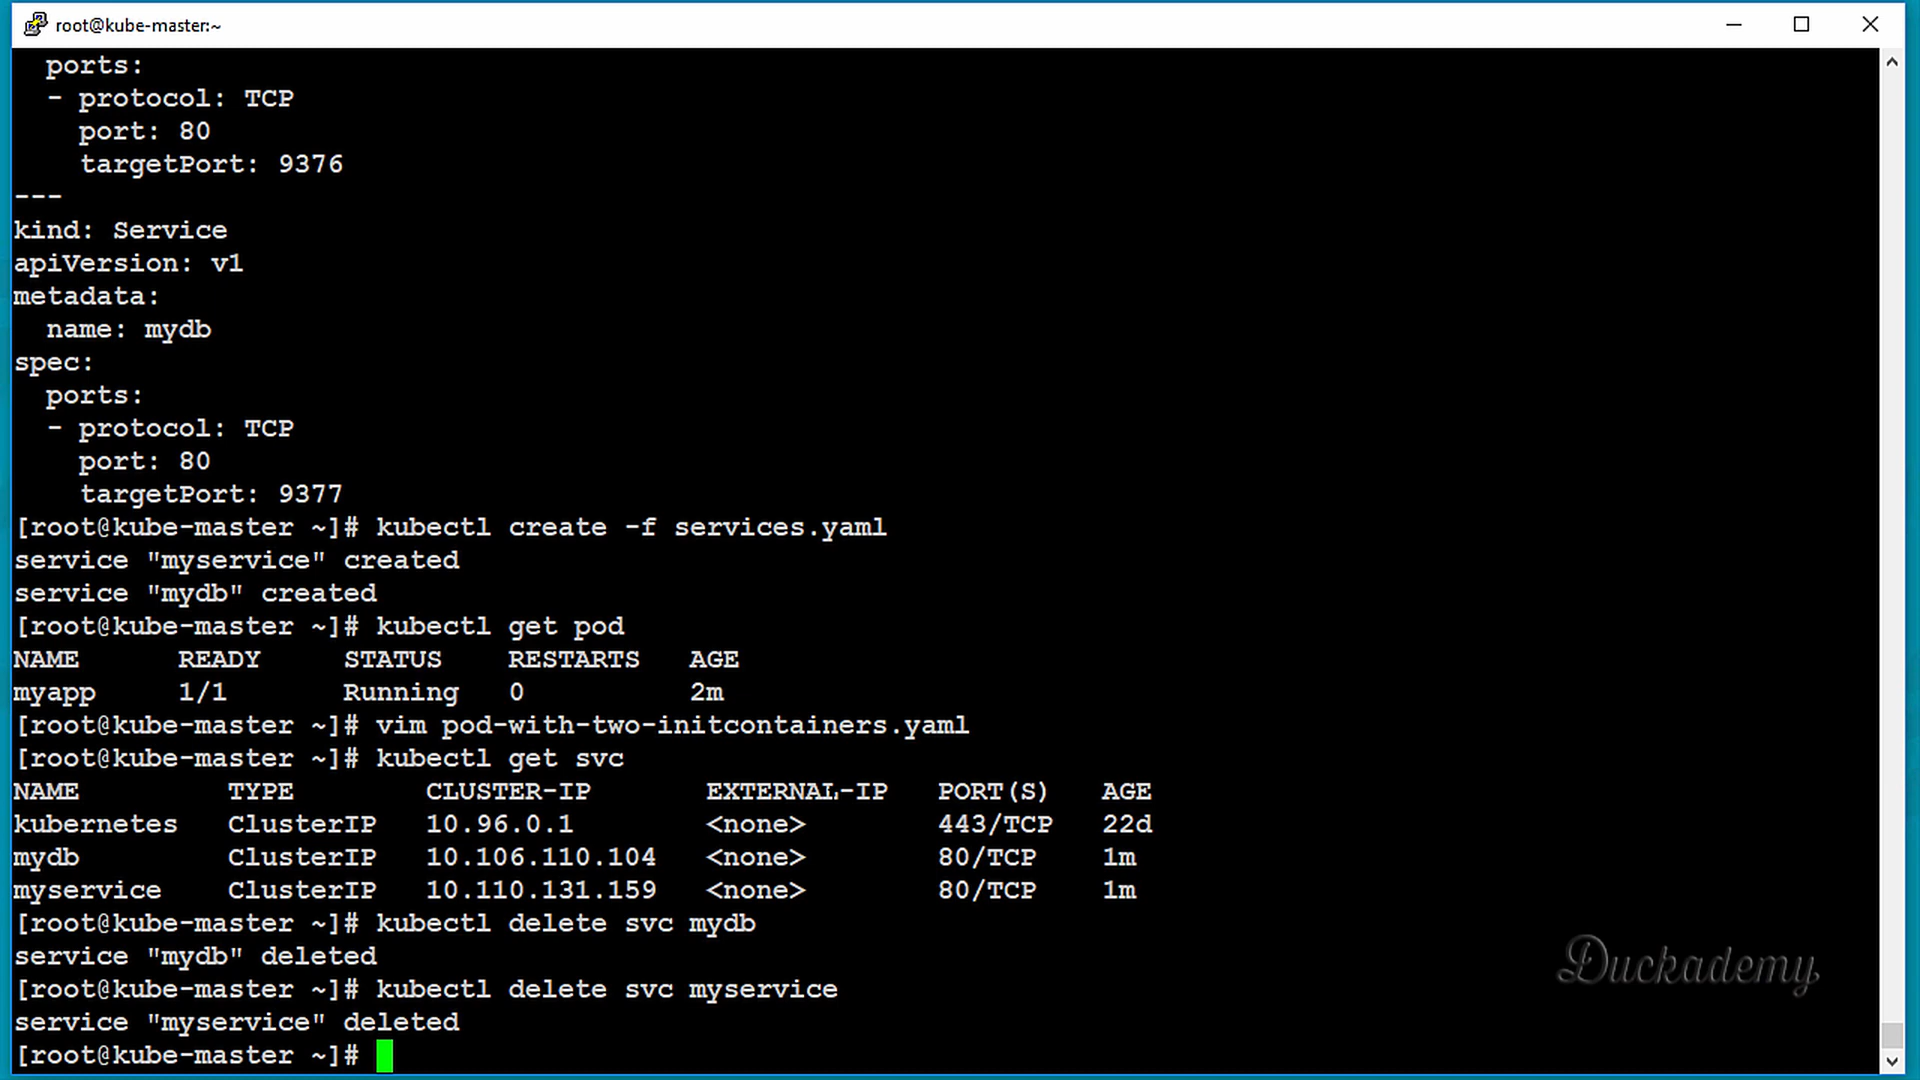 root@kube-master:~
  ports:
  - protocol: TCP
    port: 80
    targetPort: 9376
---
kind: Service
apiVersion: v1
metadata:
  name: mydb
spec:
  ports:
  - protocol: TCP
    port: 80
    targetPort: 9377
[root@kube-master ~]# kubectl create -f services.yaml
service "myservice" created
service "mydb" created
[root@kube-master ~]# kubectl get pod
NAME      READY     STATUS    RESTARTS   AGE
myapp     1/1       Running   0          2m
[root@kube-master ~]# vim pod-with-two-initcontainers.yaml
[root@kube-master ~]# kubectl get svc
NAME         TYPE        CLUSTER-IP       EXTERNAL-IP   PORT(S)   AGE
kubernetes   ClusterIP   10.96.0.1        <none>        443/TCP   22d
mydb         ClusterIP   10.106.110.104   <none>        80/TCP    1m
myservice    ClusterIP   10.110.131.159   <none>        80/TCP    1m
[root@kube-master ~]# kubectl delete svc mydb
service "mydb" deleted
[root@kube-master ~]# kubectl delete svc myservice
service "myservice" deleted
[root@kube-master ~]#
Duckademy